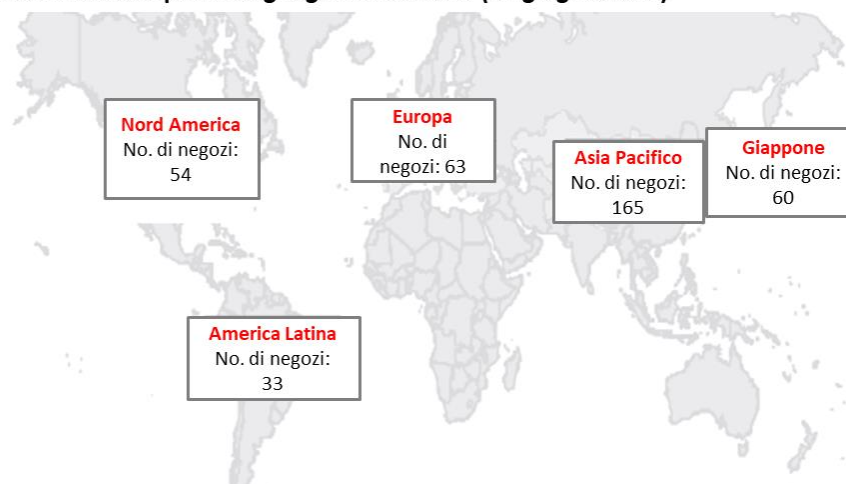 Nord America
No. di negozi:
54
Europa
No. di
negozi: 63
Asia Pacifico
No. di negozi:
165
Giappone
No. di negozi:
60
America Latina
No. di negozi:
33